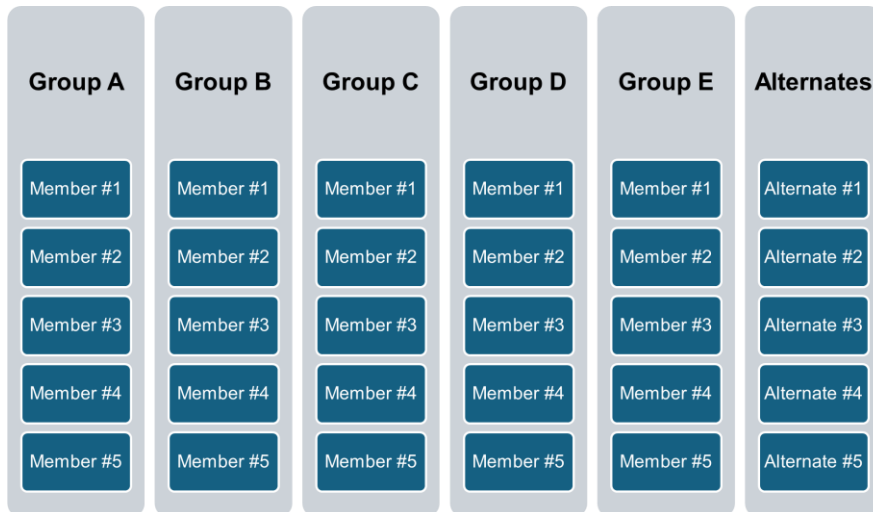 Group A
Group B
Group C
Group D
Group E
Alternates
Member #1
Member #1
Member #1
Member #1
Member #1
Alternate #1
Member #2
Member #2
Member #2
Member #2
Member #2
Alternate #2
Member #3
Member #3
Member #3
Member #3
Member #3
Alternate #3
Member #4
Member #4
Member #4
Member #4
Member #4
Alternate #4
Member #5
Member #5
Member #5
Member #5
Member #5
Alternate #5